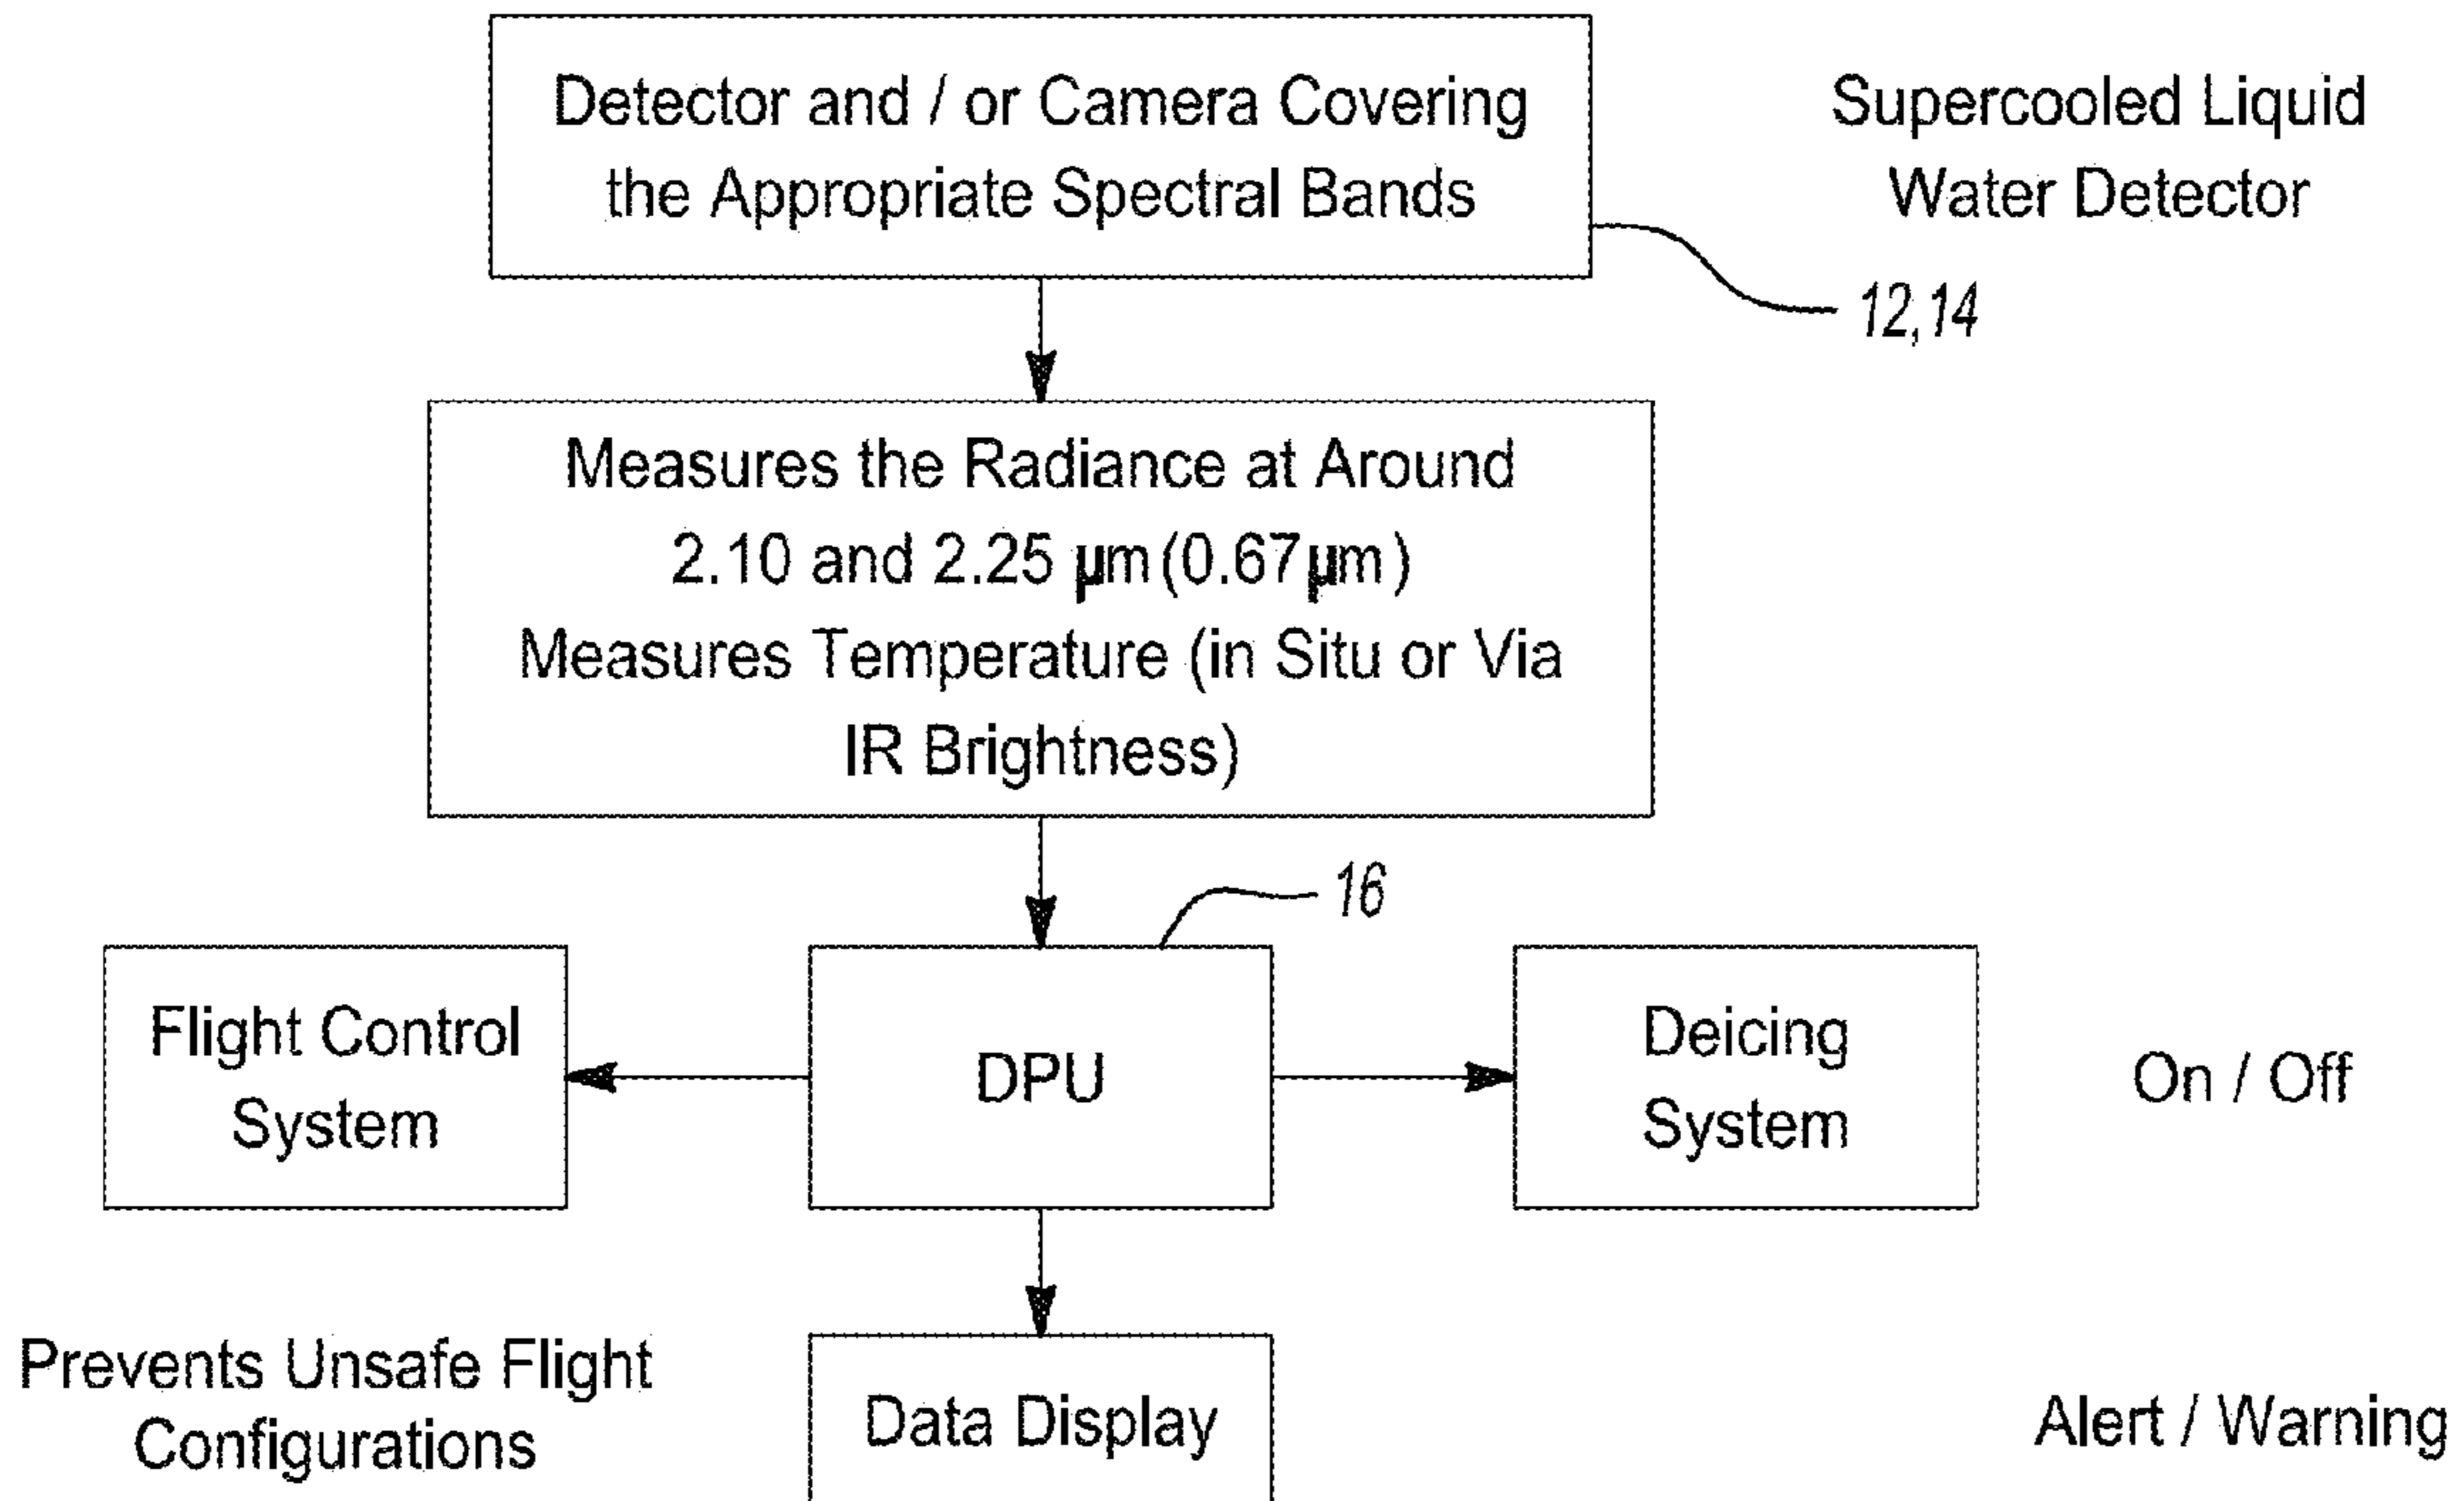 Detector and / or Camera Covering
the Appropriate Spectral Bands
Supercooled Liquid
Water Detector
12,14
Measures the Radiance at Around
2.10 and 2.25 µm (0.67µm)
Measures Temperature (in Situ or Via
IR Brightness)
16
Flight Control
System
DPU
Deicing
System
On / Off
Prevents Unsafe Flight
Configurations
Data Display
Alert / Warning